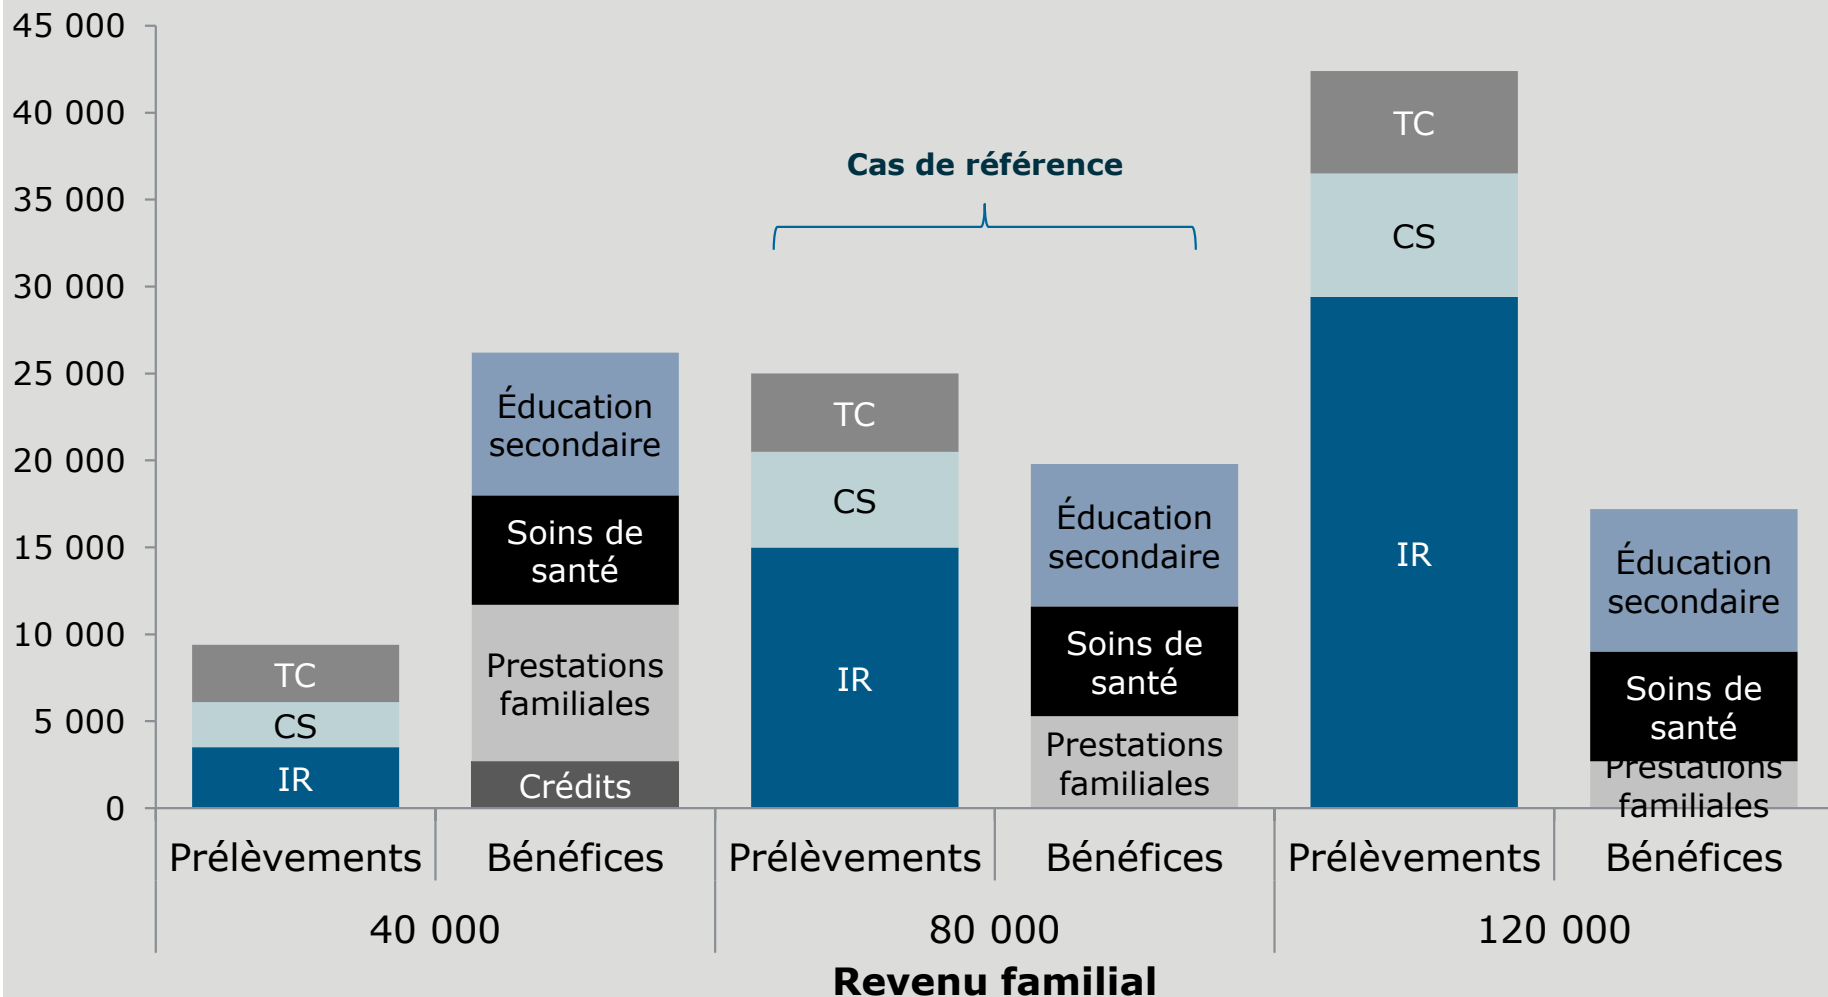 45 000
40 000
35 000
30 000
25 000
20 000
15 000
10 000
5 000
0
Cas de référence
TC
CS
IR
Éducation
secondaire
Soins de
santé
Prestations
familiales
Crédits
TC
CS
IR
Éducation
secondaire
Soins de
santé
Prestations
familiales
TC
CS
IR
Éducation
secondaire
Soins de
santé
Prestations
familiales
Prélèvements Bénéfices Prélèvements Bénéfices Prélèvements Bénéfices
40 000 80 000 120 000
Revenu familial